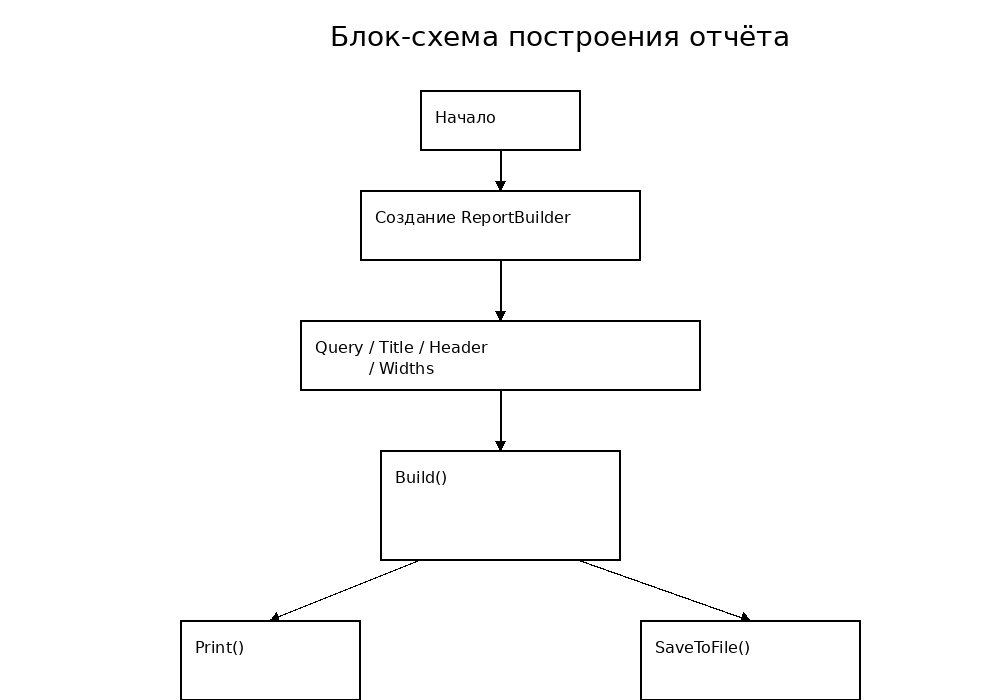 Блок-схема построения отчёта
Начало
Создание ReportBuilder
Query / Title / Header
/ Widths
Build()
Print()
SaveToFile()